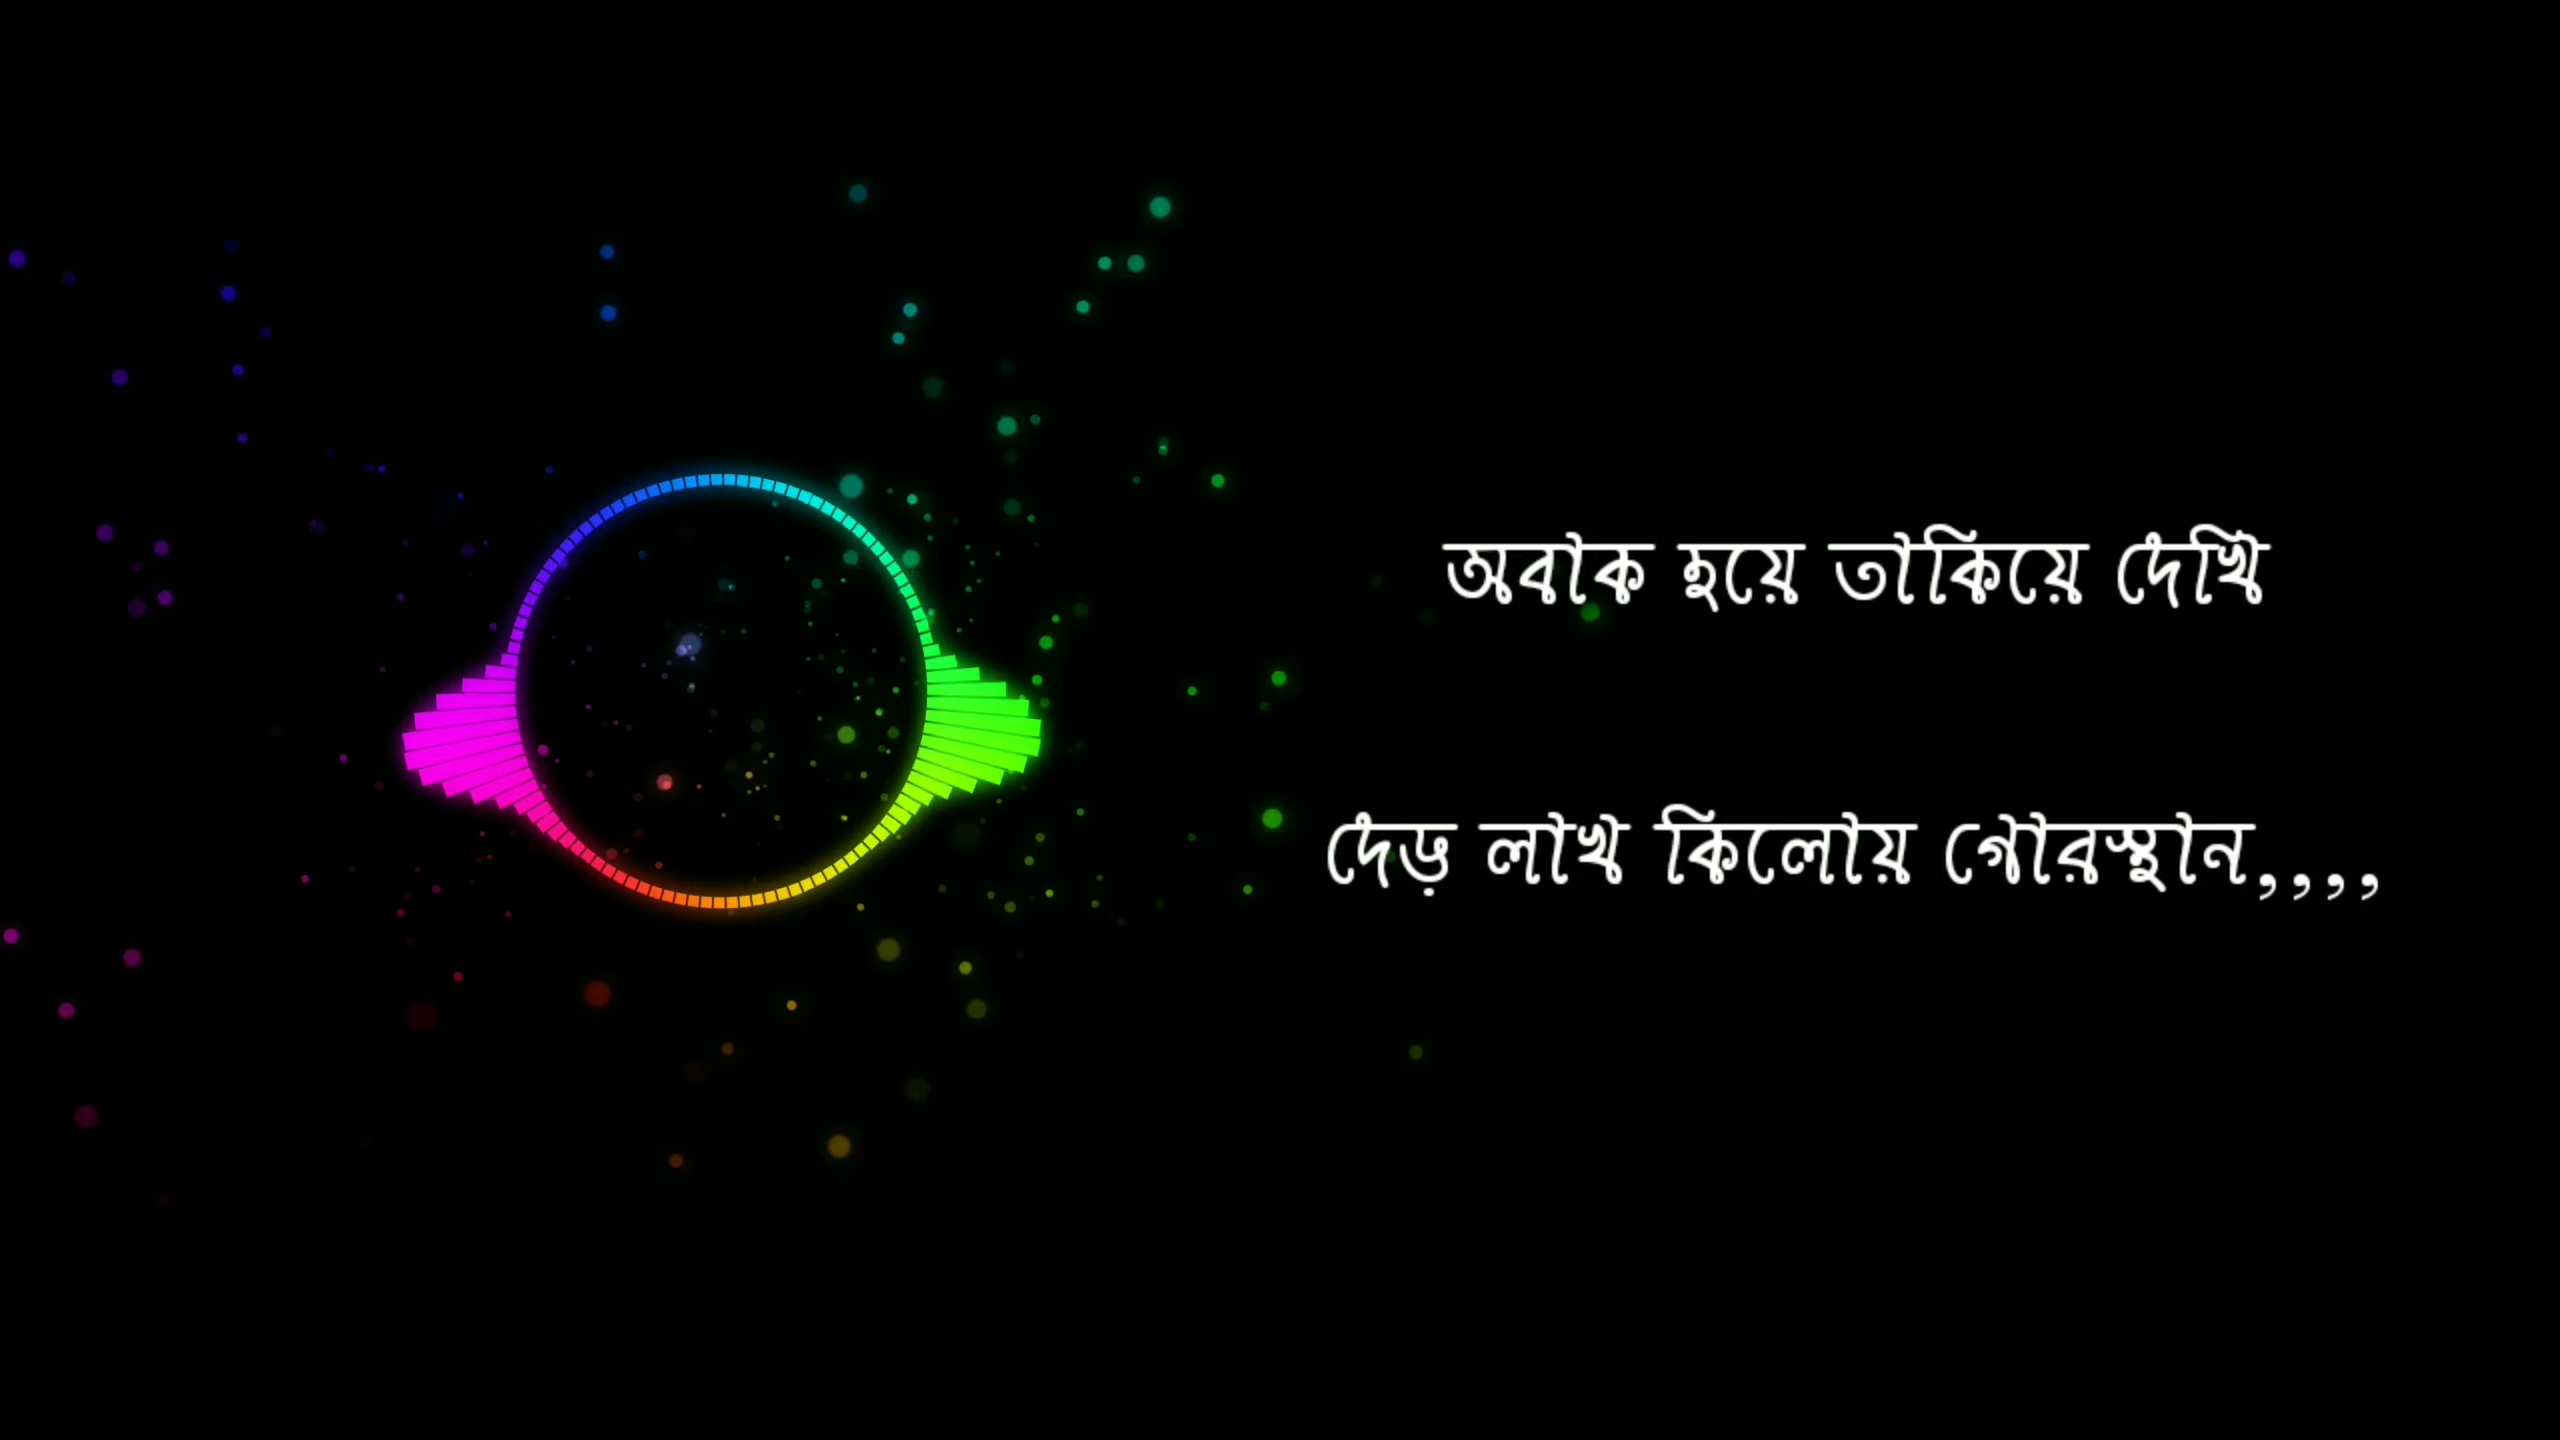 অবাক হয়ে তাকিয়ে দেখি
দেড় লাখ কিলোয় গোরস্থান,,,,